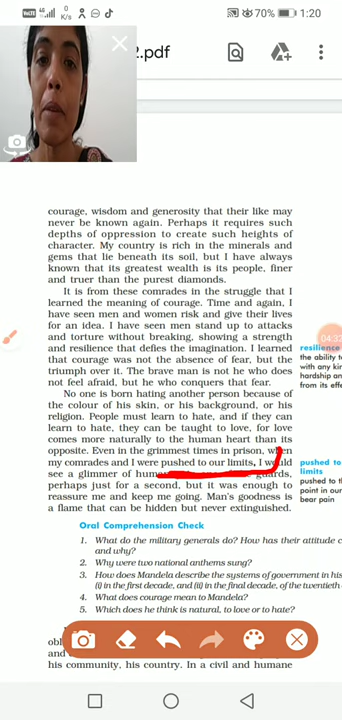 VoLTE 4G 0 K/s 70% 1:20
2.pdf
courage, wisdom and generosity that their like may
never be known again. Perhaps it requires such
depths of oppression to create such heights of
character. My country is rich in the minerals and
gems that lie beneath its soil, but I have always
known that its greatest wealth is its people, finer
and truer than the purest diamonds.
It is from these comrades in the struggle that I
learned the meaning of courage. Time and again, I
have seen men and women risk and give their lives
for an idea. I have seen men stand up to attacks
and torture without breaking, showing a strength
and resilience that defies the imagination. I learned
that courage was not the absence of fear, but the
triumph over it. The brave man is not he who does
not feel afraid, but he who conquers that fear.
No one is born hating another person because of
the colour of his skin, or his background, or his
religion. People must learn to hate, and if they can
learn to hate, they can be taught to love, for love
comes more naturally to the human heart than its
opposite. Even in the grimmest times in prison, when
my comrades and I were pushed to our limits, I would
see a glimmer of guards,
perhaps just for a second, but it was enough to
reassure me and keep me going. Man's goodness is
a flame that can be hidden but never extinguished.
04:33
resilience
the ability t
with any kin
hardship an
from its effe
pushed to
limits
pushed to th
point in our
bear pain
Oral Comprehension Check
1. What do the military generals do? How has their attitude c
and why?
2. Why were two national anthems sung?
3. How does Mandela describe the systems of government in his
(i) in the first decade, and (ii) in the final decade, of the twentieth
4. What does courage mean to Mandela?
5. Which does he think is natural, to love or to hate?
obl
and
his community, his country. In a civil and humane